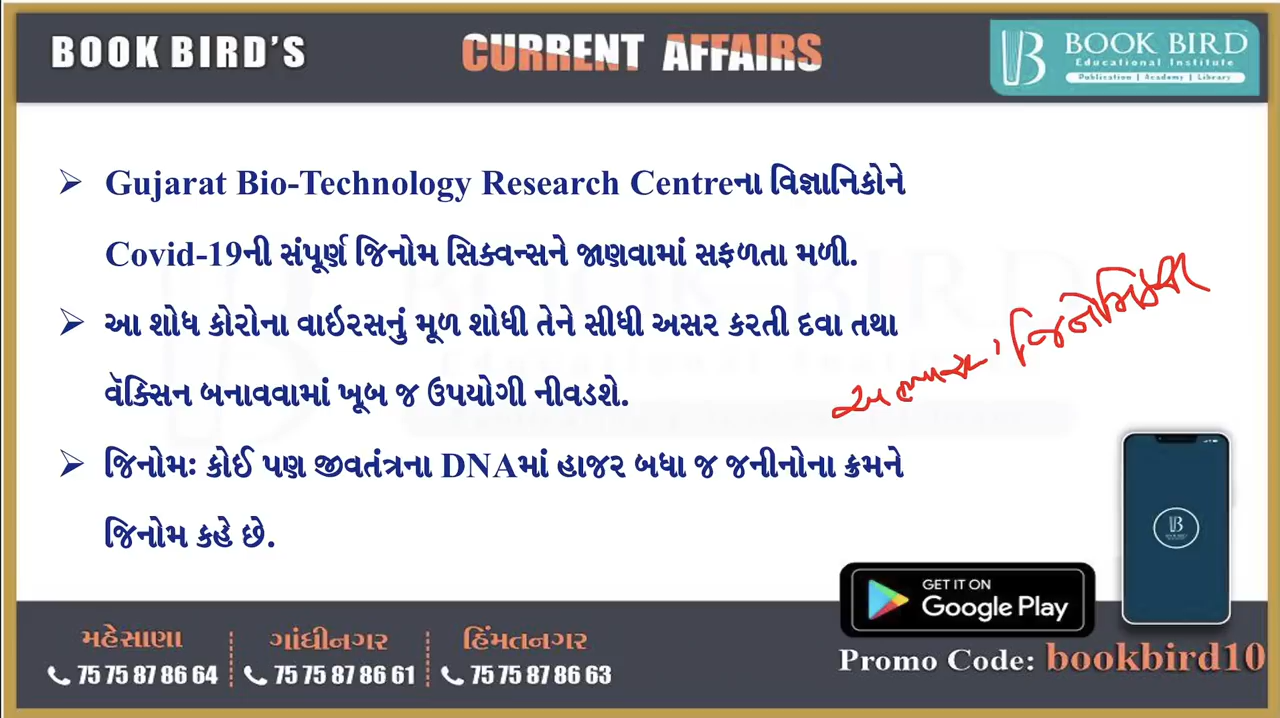 BOOK BIRD'S
CURRENT AFFAIRS
BOOK BIRD
Educational Institute
Publication | Academy | Library
➢ Gujarat Bio-Technology Research Centreના વિજ્ઞાનિકોને
Covid-19ની સંપૂર્ણ જિનોમ સિક્વન્સને જાણવામાં સફળતા મળી.
➢ આ શોધ કોરોના વાઇરસનું મૂળ શોધી તેને સીધી અસર કરતી દવા તથા
વૅક્સિન બનાવવામાં ખૂબ જ ઉપયોગી નીવડશે.
➢ જિનોમઃ કોઈ પણ જીવતંત્રના DNAમાં હાજર બધા જ જનીનોના ક્રમને
જિનોમ કહે છે.
GET IT ON
Google Play
Promo Code: bookbird10
મહેસાણા
75 75 87 86 64
ગાંધીનગર
75 75 87 86 61
હિંમતનગર
75 75 87 86 63